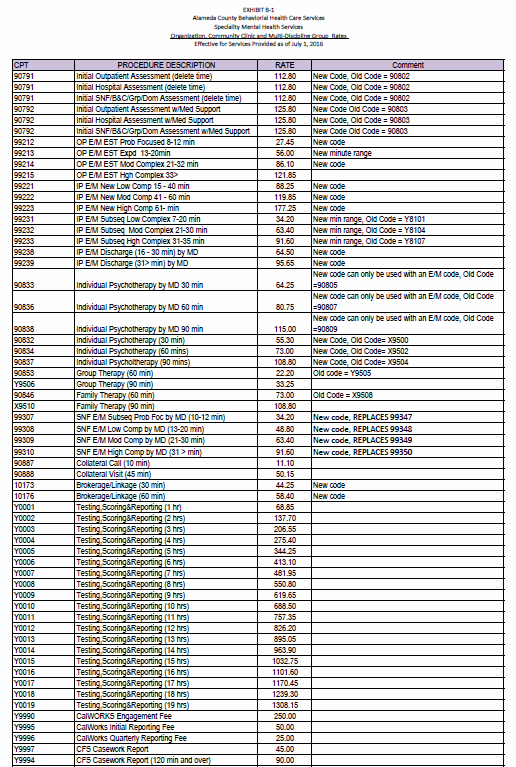 EXHIBIT B-1
Alameda County Behaviorial Health Care Services
Speciality Mental Health Services
Organization, Community Clinic and Multi-Discipline Group Rates
Effective for Services Provided as of July 1, 2016
CPT PROCEDURE DESCRIPTION RATE Comment
90791 Initial Outpatient Assessment (delete time) 112.80 New Code, Old Code = 90802
90791 Initial Hospital Assessment (delete time) 112.80 New Code, Old Code = 90802
90791 Initial SNF/B&C/Grp/Dom Assessment (delete time) 112.80 New Code, Old Code = 90802
90792 Initial Outpatient Assessment w/Med Support 125.80 New Code Old Code = 90803
90792 Initial Hospital Assessment w/Med Support 125.80 New Code, Old Code = 90803
90792 Initial SNF/B&C/Grp/Dom Assessment w/Med Support 125.80 New Code Old Code = 90803
99212 OP E/M EST Prob Focused 8-12 min 27.45 New code
99213 OP E/M EST Expd 13-20min 56.00 New minute range
99214 OP E/M EST Mod Complex 21-32 min 86.10 New code
99215 OP E/M EST Hgh Complex 33> 121.85
99221 IP E/M New Low Comp 15 - 40 min 88.25 New code
99222 IP E/M New Mod Comp 41 - 60 min 119.85 New code
99223 IP E/M New High Comp 61- min 177.25 New code
99231 IP E/M Subseq Low Complex 7-20 min 34.20 New min range, Old Code = Y8101
99232 IP E/M Subseq Mod Complex 21-30 min 63.40 New min range, Old Code = Y8104
99233 IP E/M Subseq Hgh Complex 31-35 min 91.60 New min range, Old Code = Y8107
99238 IP E/M Discharge (16 - 30 min) by MD 64.50 New code
99239 IP E/M Discharge (31> min) by MD 95.65 New code
New code can only be used with an E/M code, Old Code
90833 Individual Psychotherapy by MD 30 min 64.25 =90805
New code can only be used with an E/M code, Old Code
90836 Individual Psychotherapy by MD 60 min 80.75 =90807
New code can only be used with an E/M code, Old Code
90838 Individual Psychotherapy by MD 90 min 115.00 =90809
90832 Individual Psychotherapy (30 min) 55.30 New Code, Old Code= X9500
90834 Individual Psychotherapy (60 mins) 73.00 New Code, Old Code= X9502
90837 Individual Psychoitherapy (90 mins) 108.80 New Code, Old Code= X9504
90853 Group Therapy (60 min) 22.20 Old code = Y9505
Y9506 Group Therapy (90 min) 33.25
90846 Family Therapy (60 min) 73.00 Old Code = X9508
X9510 Family Therapy (90 min) 108.80
99307 SNF E/M Subseq Prob Foc by MD (10-12 min) 34.20 New code, REPLACES 99347
99308 SNF E/M Low Comp by MD (13-20 min) 48.80 New code, REPLACES 99348
99309 SNF E/M Mod Comp by MD (21-30 min) 63.40 New code, REPLACES 99349
99310 SNF E/M High Comp by MD (31 > min) 91.60 New code, REPLACES 99350
90887 Collateral Call (10 min) 11.10
90888 Collateral Visit (45 min) 50.15
10173 Brokerage/Linkage (30 min) 44.25 New code
10176 Brokerage/Linkage (60 min) 58.40 New code
Y0001 Testing,Scoring&Reporting (1 hr) 68.85
Y0002 Testing,Scoring&Reporting (2 hrs) 137.70
Y0003 Testing,Scoring&Reporting (3 hrs) 206.55
Y0004 Testing,Scoring&Reporting (4 hrs) 275.40
Y0005 Testing,Scoring&Reporting (5 hrs) 344.25
Y0006 Testing,Scoring&Reporting (6 hrs) 413.10
Y0007 Testing,Scoring&Reporting (7 hrs) 481.95
Y0008 Testing,Scoring&Reporting (8 hrs) 550.80
Y0009 Testing,Scoring&Reporting (9 hrs) 619.65
Y0010 Testing,Scoring&Reporting (10 hrs) 688.50
Y0011 Testing,Scoring&Reporting (11 hrs) 757.35
Y0012 Testing,Scoring&Reporting (12 hrs) 826.20
Y0013 Testing,Scoring&Reporting (13 hrs) 895.05
Y0014 Testing,Scoring&Reporting (14 hrs) 963.90
Y0015 Testing,Scoring&Reporting (15 hrs) 1032.75
Y0016 Testing,Scoring&Reporting (16 hrs) 1101.60
Y0017 Testing,Scoring&Reporting (17 hrs) 1170.45
Y0018 Testing,Scoring&Reporting (18 hrs) 1239.30
Y0019 Testing,Scoring&Reporting (19 hrs) 1308.15
Y9990 CalWORKS Engagement Fee 250.00
Y9995 CalWorks Initial Reporting Fee 50.00
Y9996 CalWorks Quarterly Reporting Fee 25.00
Y9997 CFS Casework Report 45.00
Y9994 CFS Casework Report (120 min and over) 90.00